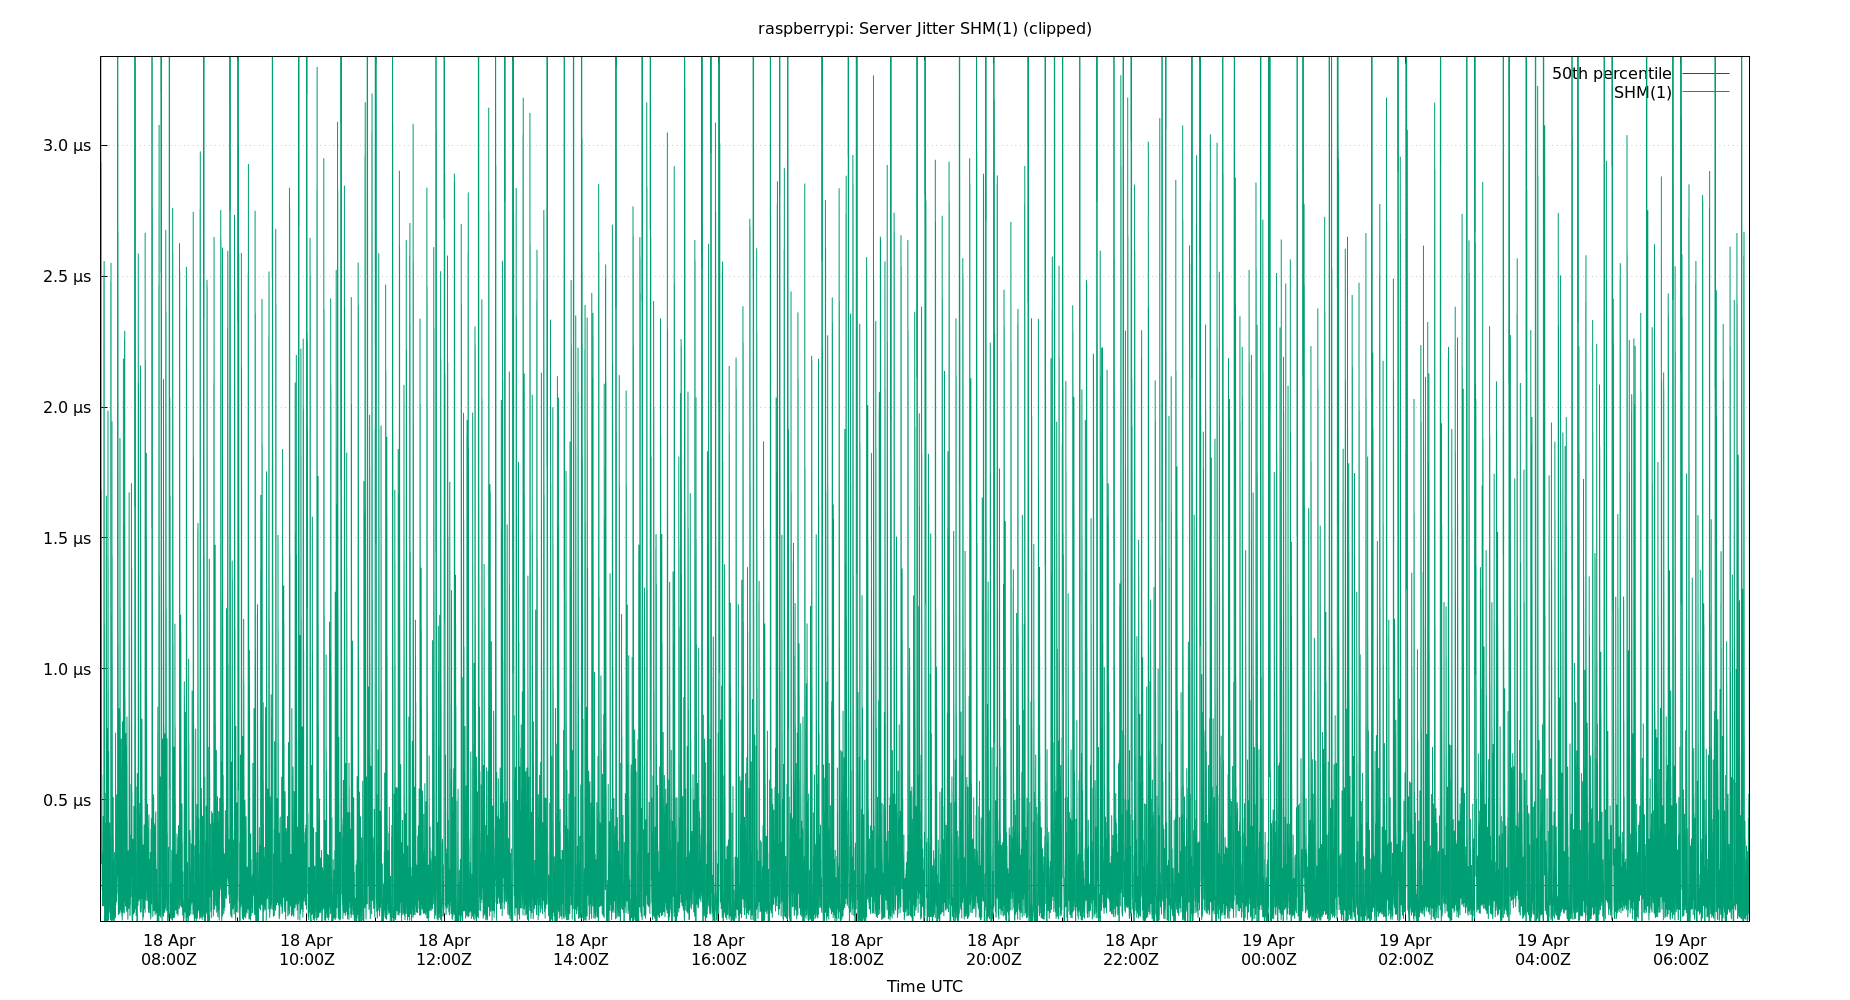 raspberrypi: Server Jitter SHM(1) (clipped)
50th percentile
SHM(1)
3.0 µs
2.5 µs
2.0 µs
1.5 µs
1.0 µs
0.5 µs
18 Apr 18 Apr 18 Apr 18 Apr 18 Apr 18 Apr 18 Apr 18 Apr 19 Apr 19 Apr 19 Apr 19 Apr
08:00Z 10:00Z 12:00Z 14:00Z 16:00Z 18:00Z 20:00Z 22:00Z 00:00Z 02:00Z 04:00Z 06:00Z
Time UTC